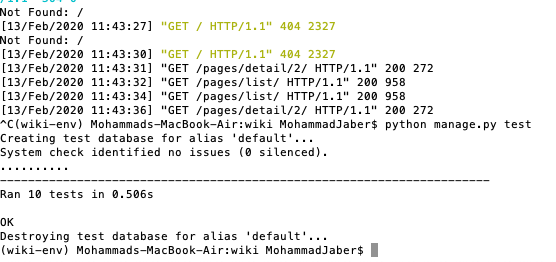 Not Found: /
[13/Feb/2020 11:43:27] "GET / HTTP/1.1" 404 2327
Not Found: /
[13/Feb/2020 11:43:30] "GET / HTTP/1.1" 404 2327
[13/Feb/2020 11:43:31] "GET /pages/detail/2/ HTTP/1.1" 200 272
[13/Feb/2020 11:43:32] "GET /pages/list/ HTTP/1.1" 200 958
[13/Feb/2020 11:43:34] "GET /pages/list/ HTTP/1.1" 200 958
[13/Feb/2020 11:43:36] "GET /pages/detail/2/ HTTP/1.1" 200 272
^C(wiki-env) Mohammads-MacBook-Air:wiki MohammadJaber$ python manage.py test
Creating test database for alias 'default'...
System check identified no issues (0 silenced).
..........
----------------------------------------------------------------------
Ran 10 tests in 0.506s
OK
Destroying test database for alias 'default'...
(wiki-env) Mohammads-MacBook-Air:wiki MohammadJaber$